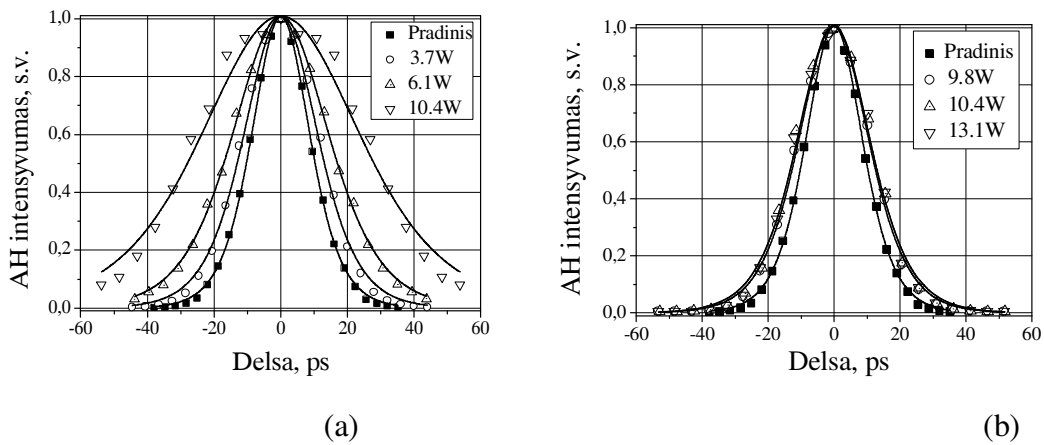 1,0
0,8
0,6
0,4
0,2
0,0
AH intensyvumas, s.v.
Pradinis
3.7W
6.1W
10.4W
-60 -40 -20 0 20 40 60
Delsa, ps
(a)
1,0
0,8
0,6
0,4
0,2
0,0
AH intensyvumas, s.v.
Pradinis
9.8W
10.4W
13.1W
-60 -40 -20 0 20 40 60
Delsa, ps
(b)